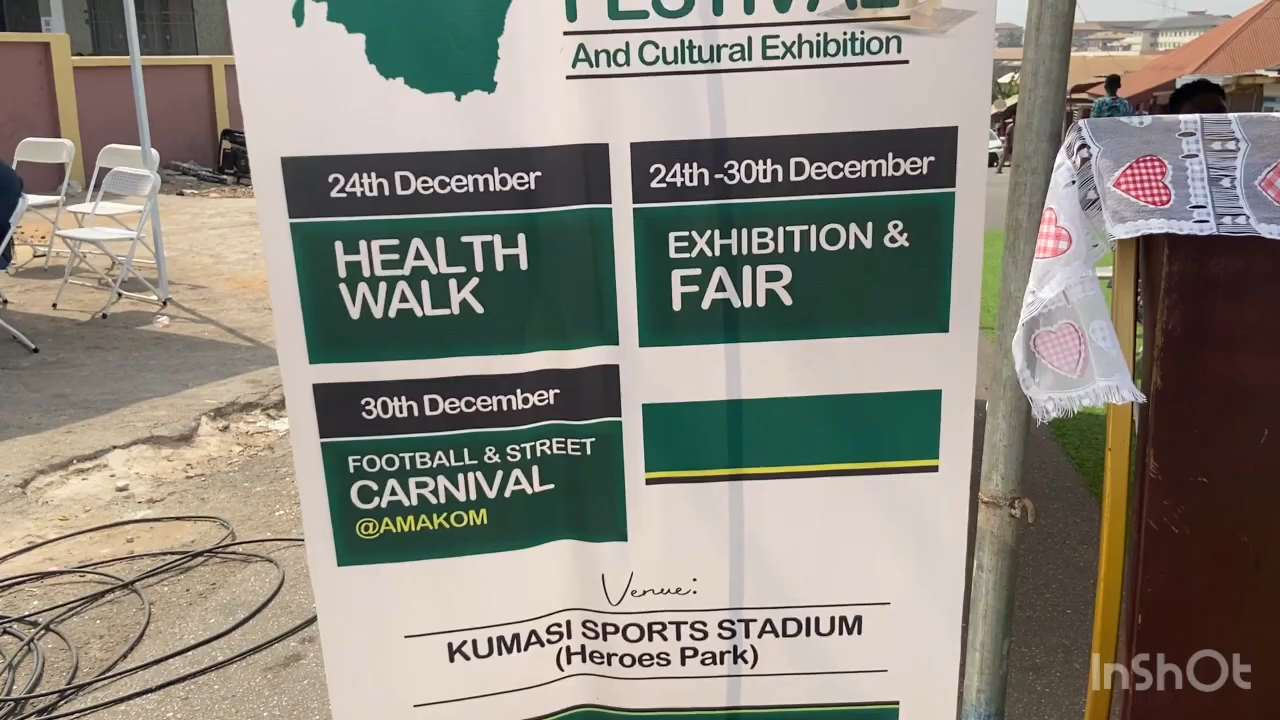 FESTIVAL
And Cultural Exhibition
24th December
HEALTH
WALK
24th -30th December
EXHIBITION &
FAIR
30th December
FOOTBALL & STREET
CARNIVAL
@AMAKOM
Venue:
KUMASI SPORTS STADIUM
(Heroes Park)
InShOt